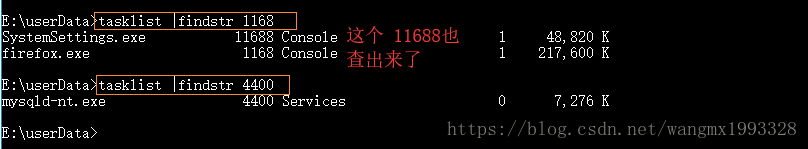 E:\userData>tasklist |findstr 1168
SystemSettings.exe 11688 Console 1 48,820 K
firefox.exe 1168 Console 1 217,600 K
这个 11688也
查出来了
E:\userData>tasklist |findstr 4400
mysqld-nt.exe 4400 Services 0 7,276 K
E:\userData>
https://blog.csdn.net/wangmx1993328